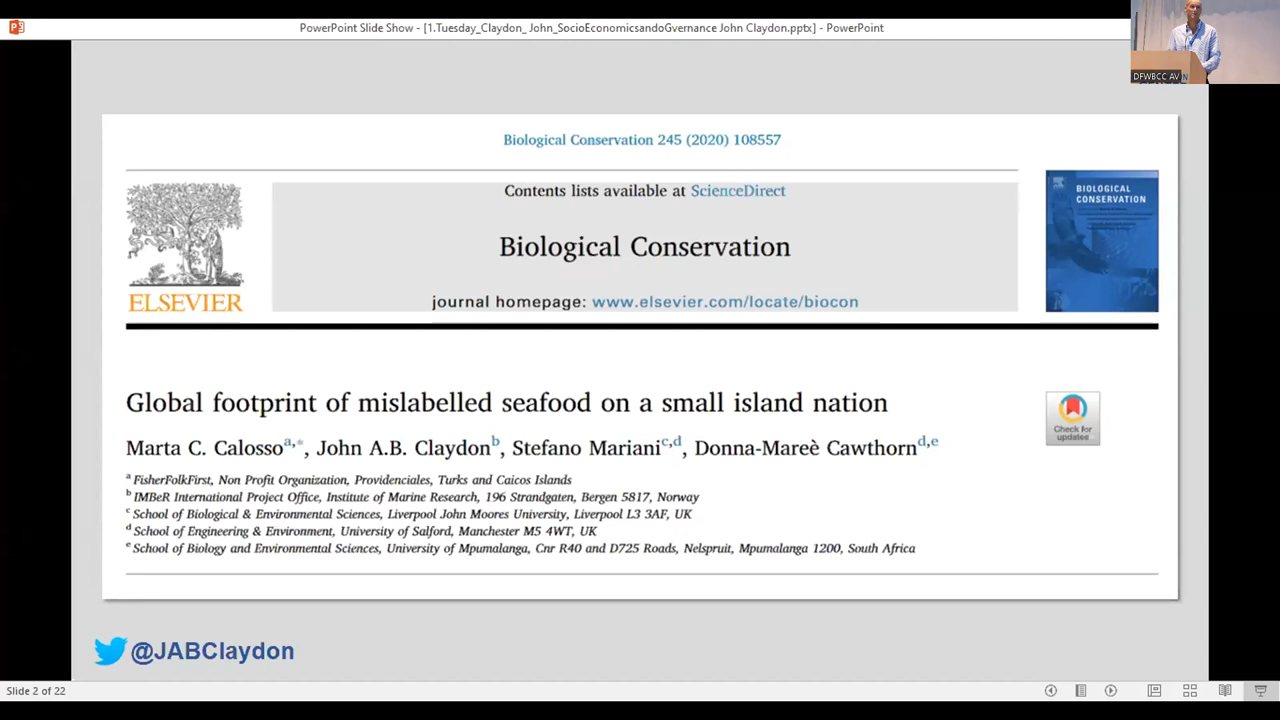 PowerPoint Slide Show - [1.Tuesday_Claydon_ John_SocioEconomicsandoGvernance John Claydon.pptx] - PowerPoint
DFWBCC AV
Biological Conservation 245 (2020) 108557
Contents lists available at ScienceDirect
Biological Conservation
journal homepage: www.elsevier.com/locate/biocon
ELSEVIER
BIOLOGICAL
CONSERVATION
Global footprint of mislabelled seafood on a small island nation
Check for
updates
Marta C. Calosso a,*, John A.B. Claydon b, Stefano Mariani c,d, Donna-Mareè Cawthorn d,e
a FisherFolkFirst, Non Profit Organization, Providenciales, Turks and Caicos Islands
b IMBeR International Project Office, Institute of Marine Research, 196 Strandgaten, Bergen 5817, Norway
c School of Biological & Environmental Sciences, Liverpool John Moores University, Liverpool L3 3AF, UK
d School of Engineering & Environment, University of Salford, Manchester M5 4WT, UK
e School of Biology and Environmental Sciences, University of Mpumalanga, Cnr R40 and D725 Roads, Nelspruit, Mpumalanga 1200, South Africa
@JABClaydon
Slide 2 of 22